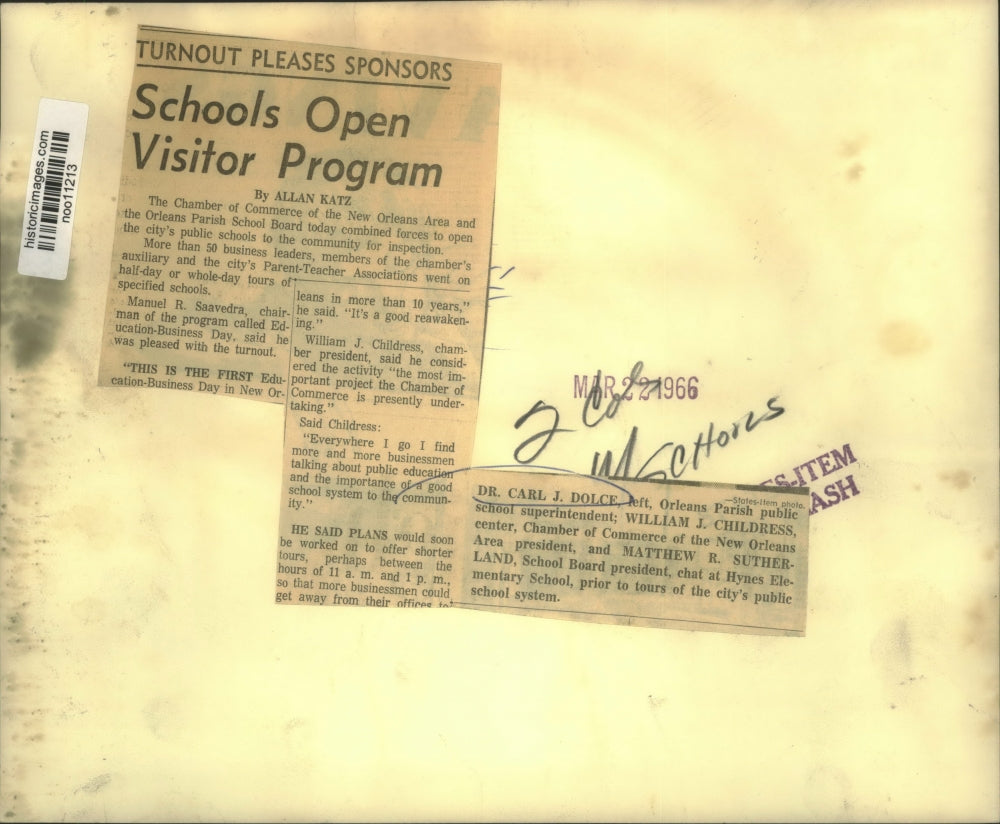 TURNOUT PLEASES SPONSORS
Schools Open
Visitor Program
By ALLAN KATZ
The Chamber of Commerce of the New Orleans Area and
the Orleans Parish School Board today combined forces to open
the city's public schools to the community for inspection.
More than 50 business leaders, members of the chamber's
auxiliary and the city's Parent-Teacher Associations went on
half-day or whole-day tours of
specified schools.
Manuel R. Saavedra, chair-
man of the program called Ed-
ucation-Business Day, said he
was pleased with the turnout.
"THIS IS THE FIRST Edu-
cation-Business Day in New Or-
leans in more than 10 years,"
he said. "It's a good reawaken-
ing."
William J. Childress, cham-
ber president, said he consid-
ered the activity "the most im-
portant project the Chamber of
Commerce is presently under-
taking."
Said Childress:
"Everywhere I go I find
more and more businessmen
talking about public education
and the importance of a good
school system to the commun-
ity."
HE SAID PLANS would soon
be worked on to offer shorter
tours, perhaps between the
hours of 11 a. m. and 1 p. m.,
so that more businessmen could
get away from their offices to
historicimages.com
noo11213
MAR 22 1966
2 Col
S-ITEM
ASH
—States-Item photo.
DR. CARL J. DOLCE, left, Orleans Parish public
school superintendent; WILLIAM J. CHILDRESS,
center, Chamber of Commerce of the New Orleans
Area president, and MATTHEW R. SUTHER-
LAND, School Board president, chat at Hynes Ele-
mentary School, prior to tours of the city's public
school system.